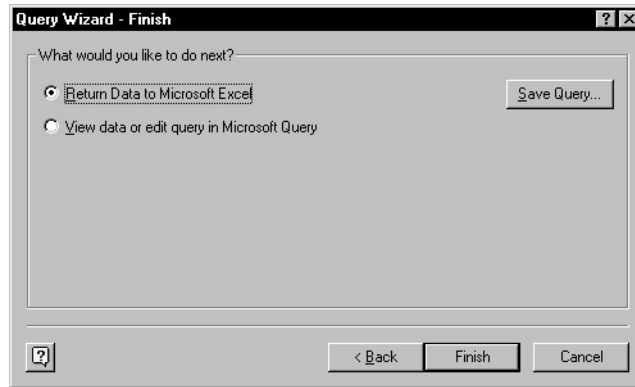 Query Wizard - Finish
What would you like to do next?
Return Data to Microsoft Excel
Save Query...
View data or edit query in Microsoft Query
< Back
Finish
Cancel